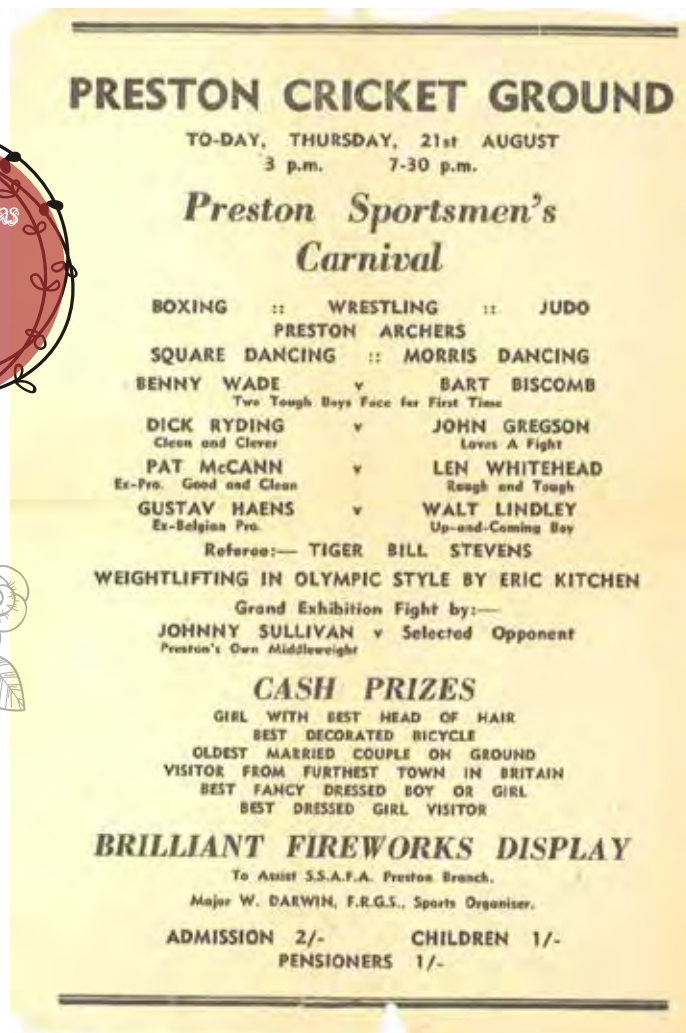 PRESTON CRICKET GROUND
TO-DAY, THURSDAY, 21st AUGUST
3 p.m. 7-30 p.m.
Preston Sportsmen's
Carnival
BOXING :: WRESTLING :: JUDO
PRESTON ARCHERS
SQUARE DANCING :: MORRIS DANCING
BENNY WADE v BART BISCOMB
Two Tough Boys Face for First Time
DICK RYDING v JOHN GREGSON
Clean and Clever Loves A Fight
PAT McCANN v LEN WHITEHEAD
Ex-Pro. Good and Clean Rough and Tough
GUSTAV HAENS v WALT LINDLEY
Ex-Belgian Pro. Up-and-Coming Boy
Referee:— TIGER BILL STEVENS
WEIGHTLIFTING IN OLYMPIC STYLE BY ERIC KITCHEN
Grand Exhibition Fight by:—
JOHNNY SULLIVAN v Selected Opponent
Preston's Own Middleweight
CASH PRIZES
GIRL WITH BEST HEAD OF HAIR
BEST DECORATED BICYCLE
OLDEST MARRIED COUPLE ON GROUND
VISITOR FROM FURTHEST TOWN IN BRITAIN
BEST FANCY DRESSED BOY OR GIRL
BEST DRESSED GIRL VISITOR
BRILLIANT FIREWORKS DISPLAY
To Assist S.S.A.F.A. Preston Branch.
Major W. DARWIN, F.R.G.S., Sports Organiser.
ADMISSION 2/- CHILDREN 1/-
PENSIONERS 1/-